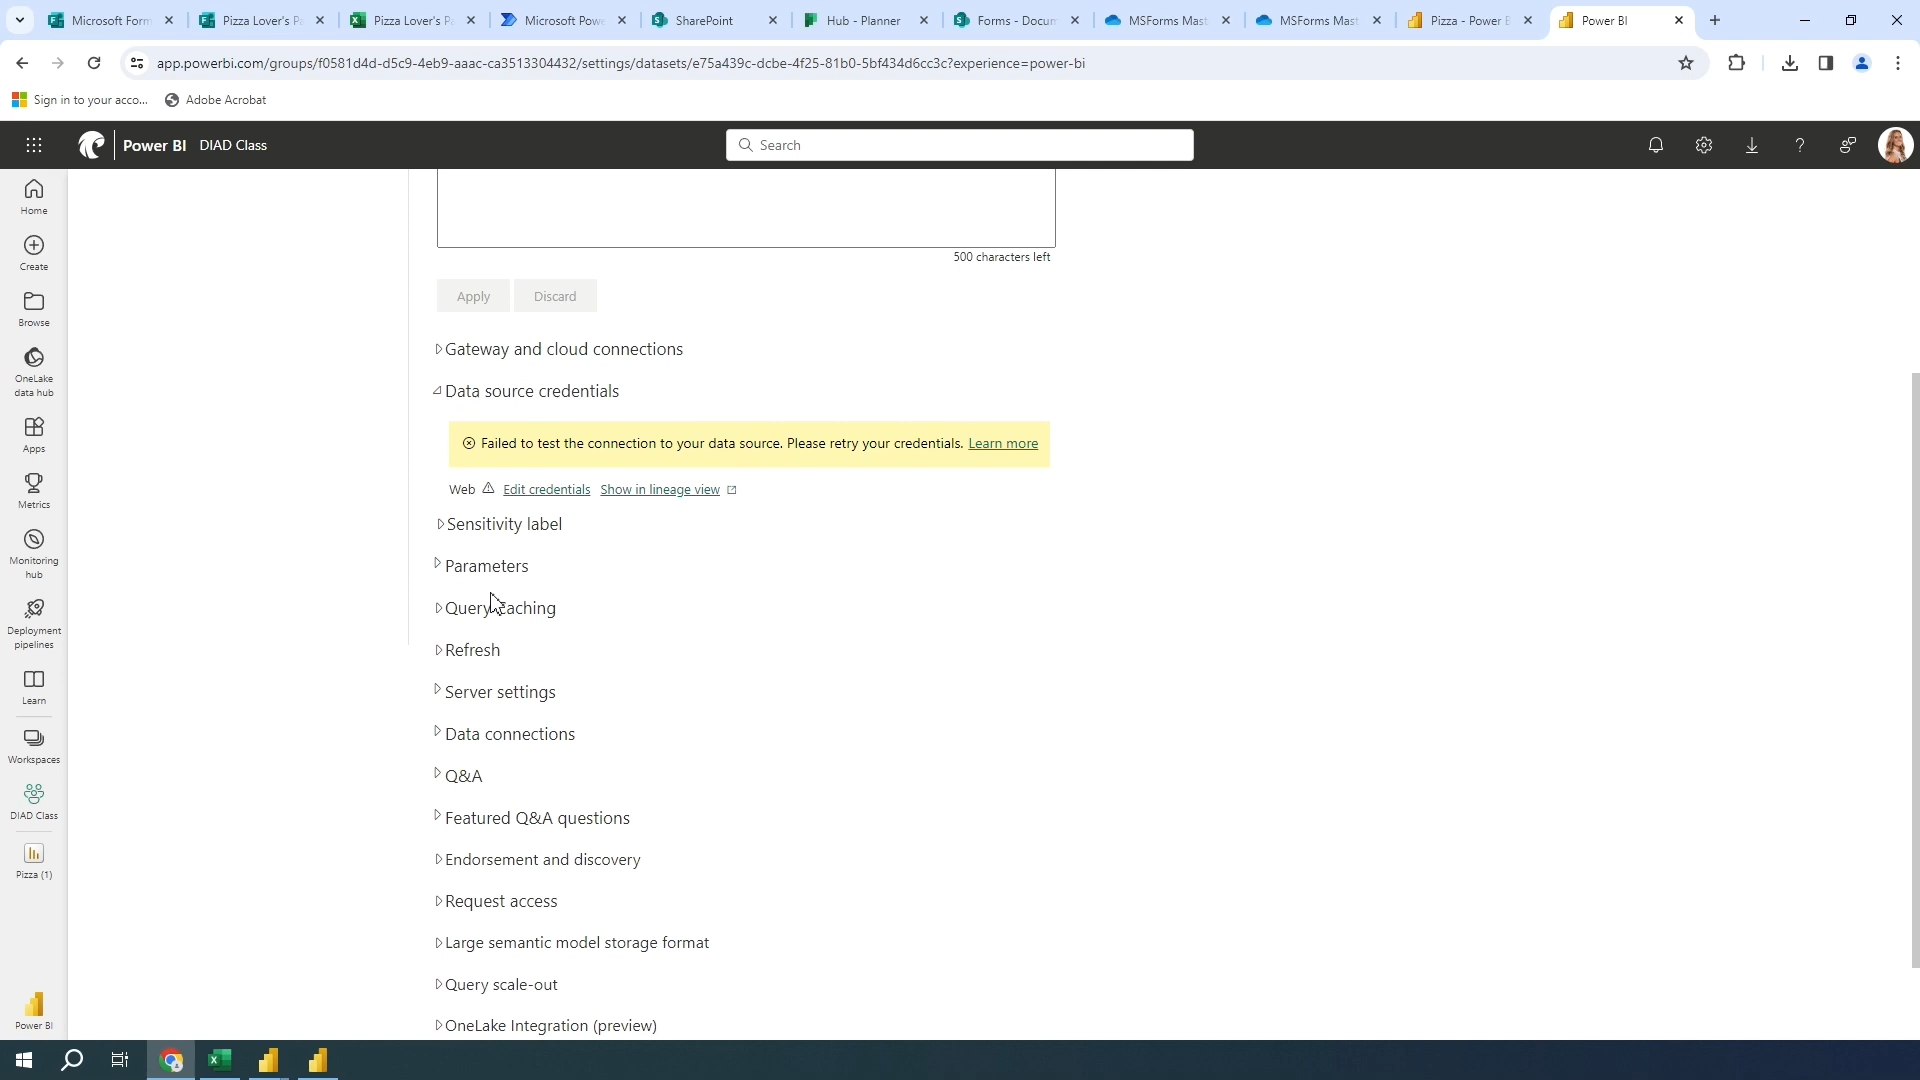 Microsoft Form
Pizza Lover's Pa
Pizza Lover's Pa
Microsoft Powe
SharePoint
Hub - Planner
Forms - Docum
MSForms Mast
MSForms Mast
Pizza - Power B
Power BI
app.powerbi.com/groups/f0581d4d-d5c9-4eb9-aaac-ca3513304432/settings/datasets/e75a439c-dcbe-4f25-81b0-5bf434d6cc3c?experience=power-bi
Sign in to your acco...
Adobe Acrobat
Power BI
DIAD Class
Search
Home
Create
Browse
OneLake
data hub
Apps
Metrics
Monitoring
hub
Deployment
pipelines
Learn
Workspaces
DIAD Class
Pizza (1)
Power BI
500 characters left
Apply
Discard
Gateway and cloud connections
Data source credentials
Failed to test the connection to your data source. Please retry your credentials. Learn more
Web
Edit credentials
Show in lineage view
Sensitivity label
Parameters
Query caching
Refresh
Server settings
Data connections
Q&A
Featured Q&A questions
Endorsement and discovery
Request access
Large semantic model storage format
Query scale-out
OneLake Integration (preview)